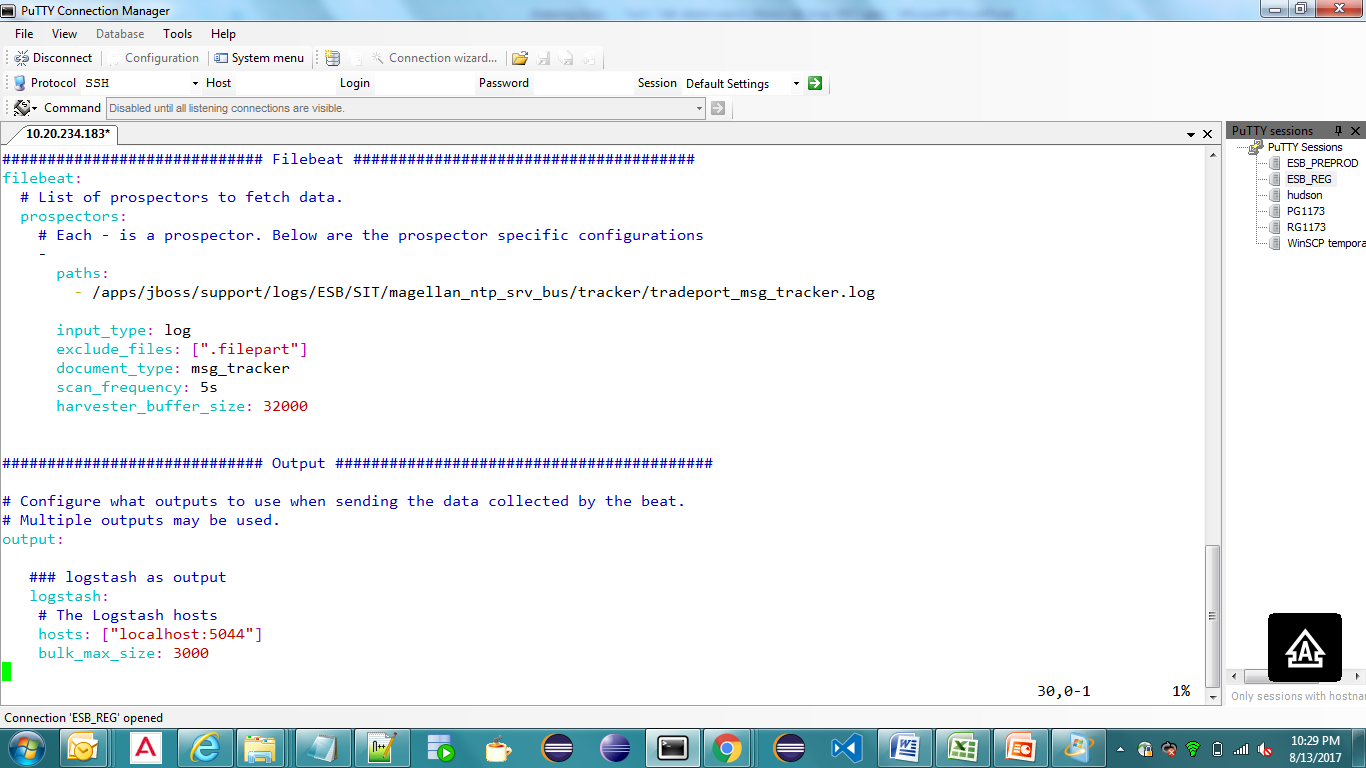 PuTTY Connection Manager
File View Database Tools Help
Disconnect Configuration System menu Connection wizard...
Protocol SSH Host Login Password Session Default Settings
Command Disabled until all listening connections are visible.
10.20.234.183*
############################# Filebeat ######################################
filebeat:
# List of prospectors to fetch data.
prospectors:
# Each - is a prospector. Below are the prospector specific configurations
-
paths:
- /apps/jboss/support/logs/ESB/SIT/magellan_ntp_srv_bus/tracker/tradeport_msg_tracker.log
input_type: log
exclude_files: [".filepart"]
document_type: msg_tracker
scan_frequency: 5s
harvester_buffer_size: 32000
############################# Output ##########################################
# Configure what outputs to use when sending the data collected by the beat.
# Multiple outputs may be used.
output:
### logstash as output
logstash:
# The Logstash hosts
hosts: ["localhost:5044"]
bulk_max_size: 3000
30,0-1 1%
PuTTY sessions
PuTTY Sessions
ESB_PREPROD
ESB_REG
hudson
PG1173
RG1173
WinSCP tempora
Only sessions with hostna
Connection 'ESB_REG' opened
10:29 PM
8/13/2017